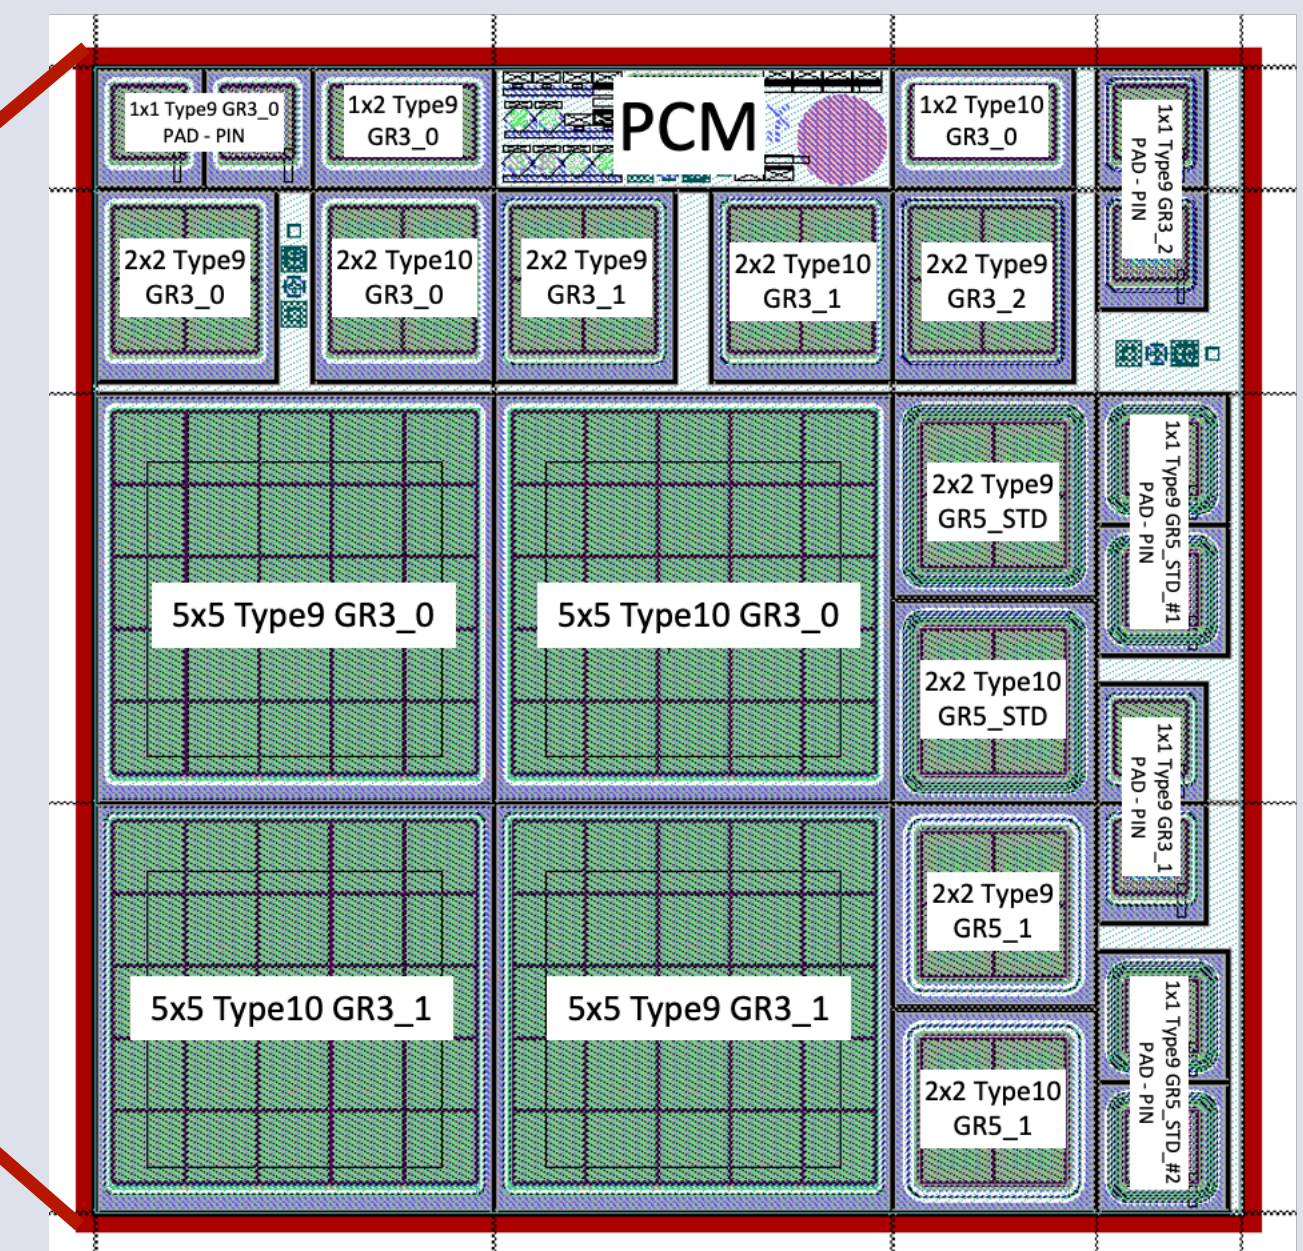 1x1 Type9 GR3_0
PAD - PIN
1x2 Type9
GR3_0
PCM
1x2 Type10
GR3_0
1x1 Type9 GR3_2
PAD - PIN
2x2 Type9
GR3_0
2x2 Type10
GR3_0
2x2 Type9
GR3_1
2x2 Type10
GR3_1
2x2 Type9
GR3_2
5x5 Type9 GR3_0
5x5 Type10 GR3_0
2x2 Type9
GR5_STD
1x1 Type9 GR5_STD_#1
PAD - PIN
2x2 Type10
GR5_STD
1x1 Type9 GR3_1
PAD - PIN
5x5 Type10 GR3_1
5x5 Type9 GR3_1
2x2 Type9
GR5_1
2x2 Type10
GR5_1
1x1 Type9 GR5_STD_#2
PAD - PIN